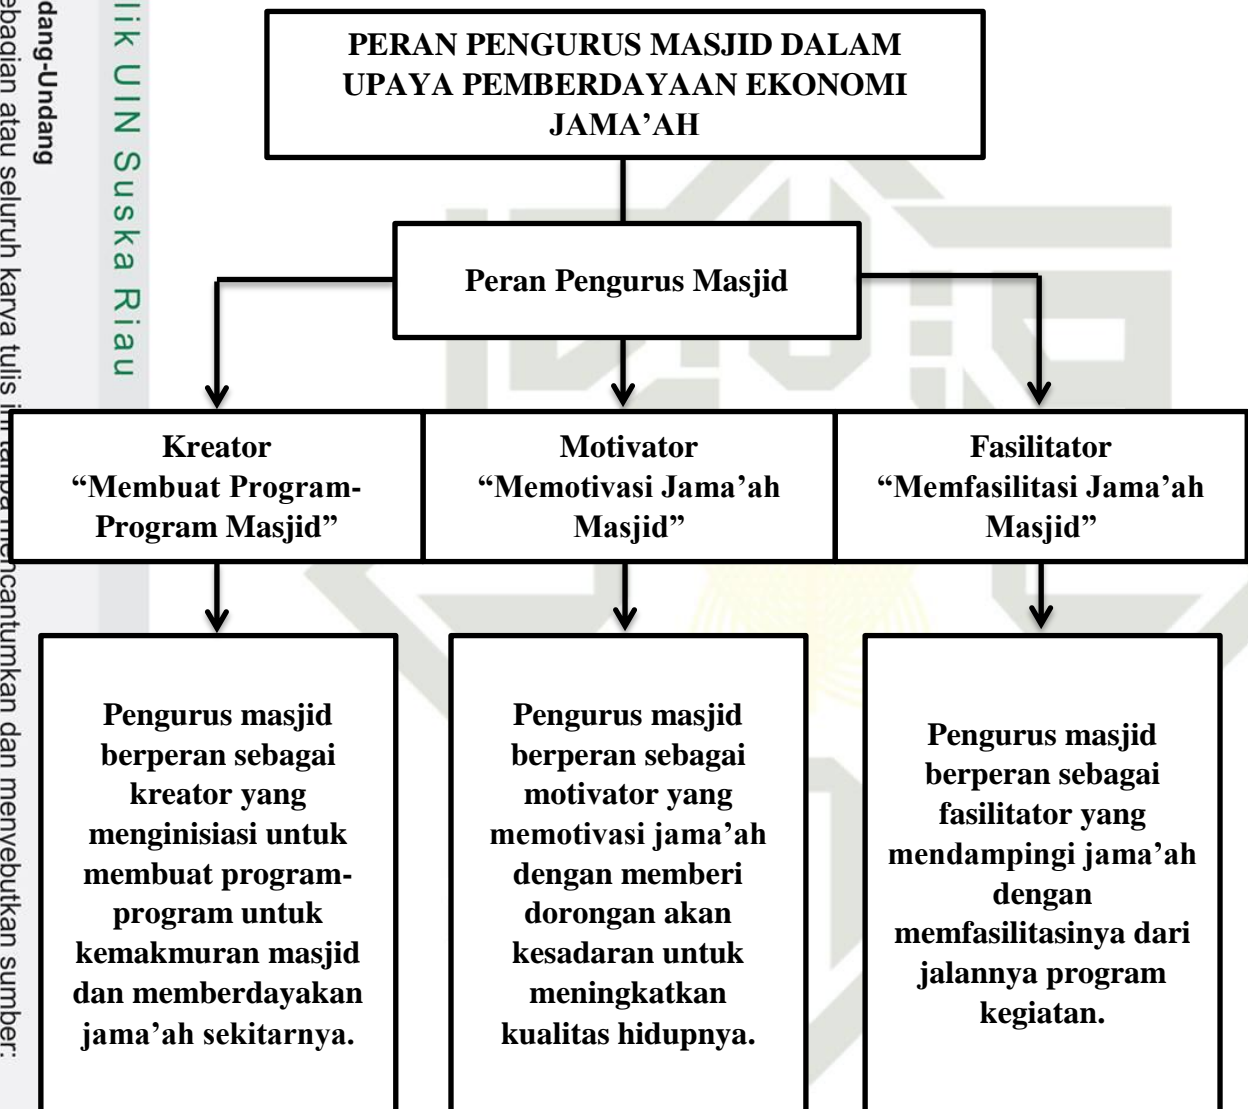 PERAN PENGURUS MASJID DALAM
UPAYA PEMBERDAYAAN EKONOMI
JAMA’AH
Peran Pengurus Masjid
Kreator
“Membuat Program-
Program Masjid”
Motivator
“Memotivasi Jama’ah
Masjid”
Fasilitator
“Memfasilitasi Jama’ah
Masjid”
Pengurus masjid
berperan sebagai
kreator yang
menginisiasi untuk
membuat program-
program untuk
kemakmuran masjid
dan memberdayakan
jama’ah sekitarnya.
Pengurus masjid
berperan sebagai
motivator yang
memotivasi jama’ah
dengan memberi
dorongan akan
kesadaran untuk
meningkatkan
kualitas hidupnya.
Pengurus masjid
berperan sebagai
fasilitator yang
mendampingi jama’ah
dengan
memfasilitasinya dari
jalannya program
kegiatan.
lik UIN Suska Riau
dang-Undang
ebagian atau seluruh karya tulis ini tanpa mencantumkan dan menyebutkan sumber: